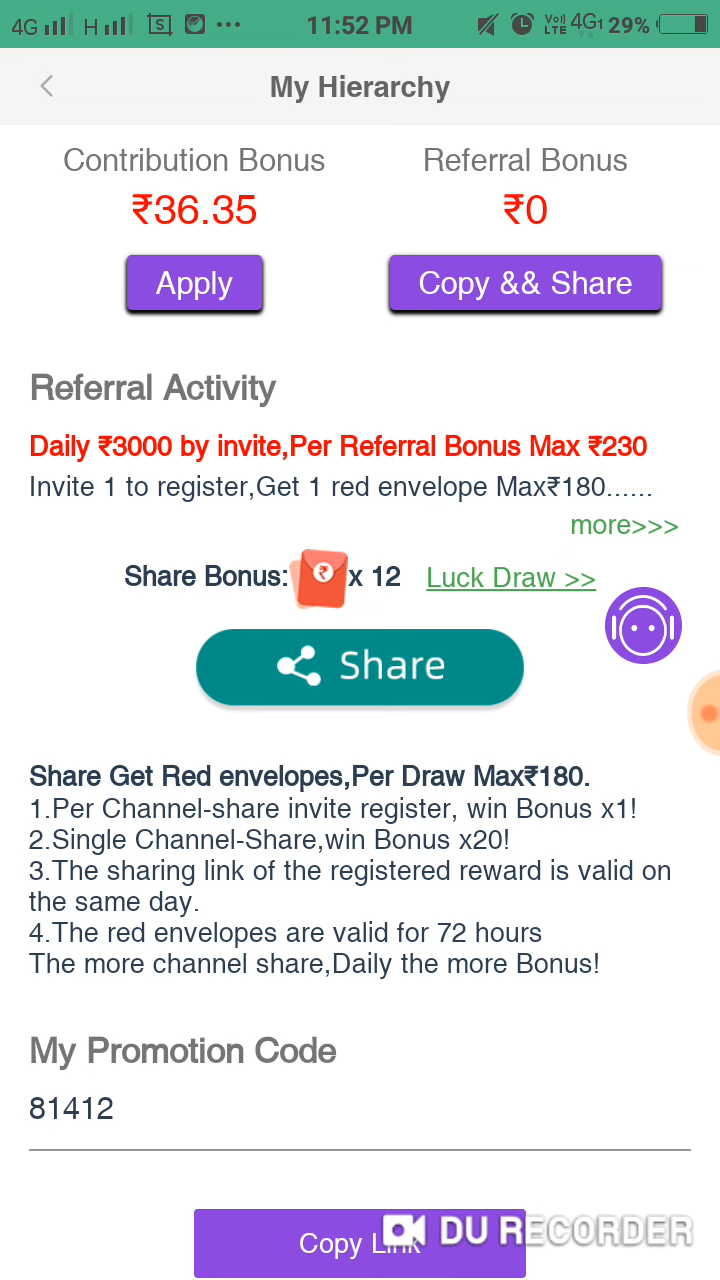 4G H S ••• 11:52 PM Vo)) LTE 4G1 29%
My Hierarchy
Contribution Bonus Referral Bonus
₹36.35 ₹0
Apply Copy && Share
Referral Activity
Daily ₹3000 by invite,Per Referral Bonus Max ₹230
Invite 1 to register,Get 1 red envelope Max₹180......
more>>>
Share Bonus: ₹ x 12 Luck Draw >>
Share
Share Get Red envelopes,Per Draw Max₹180.
1.Per Channel-share invite register, win Bonus x1!
2.Single Channel-Share,win Bonus x20!
3.The sharing link of the registered reward is valid on
the same day.
4.The red envelopes are valid for 72 hours
The more channel share,Daily the more Bonus!
My Promotion Code
81412
Copy Link
DU RECORDER